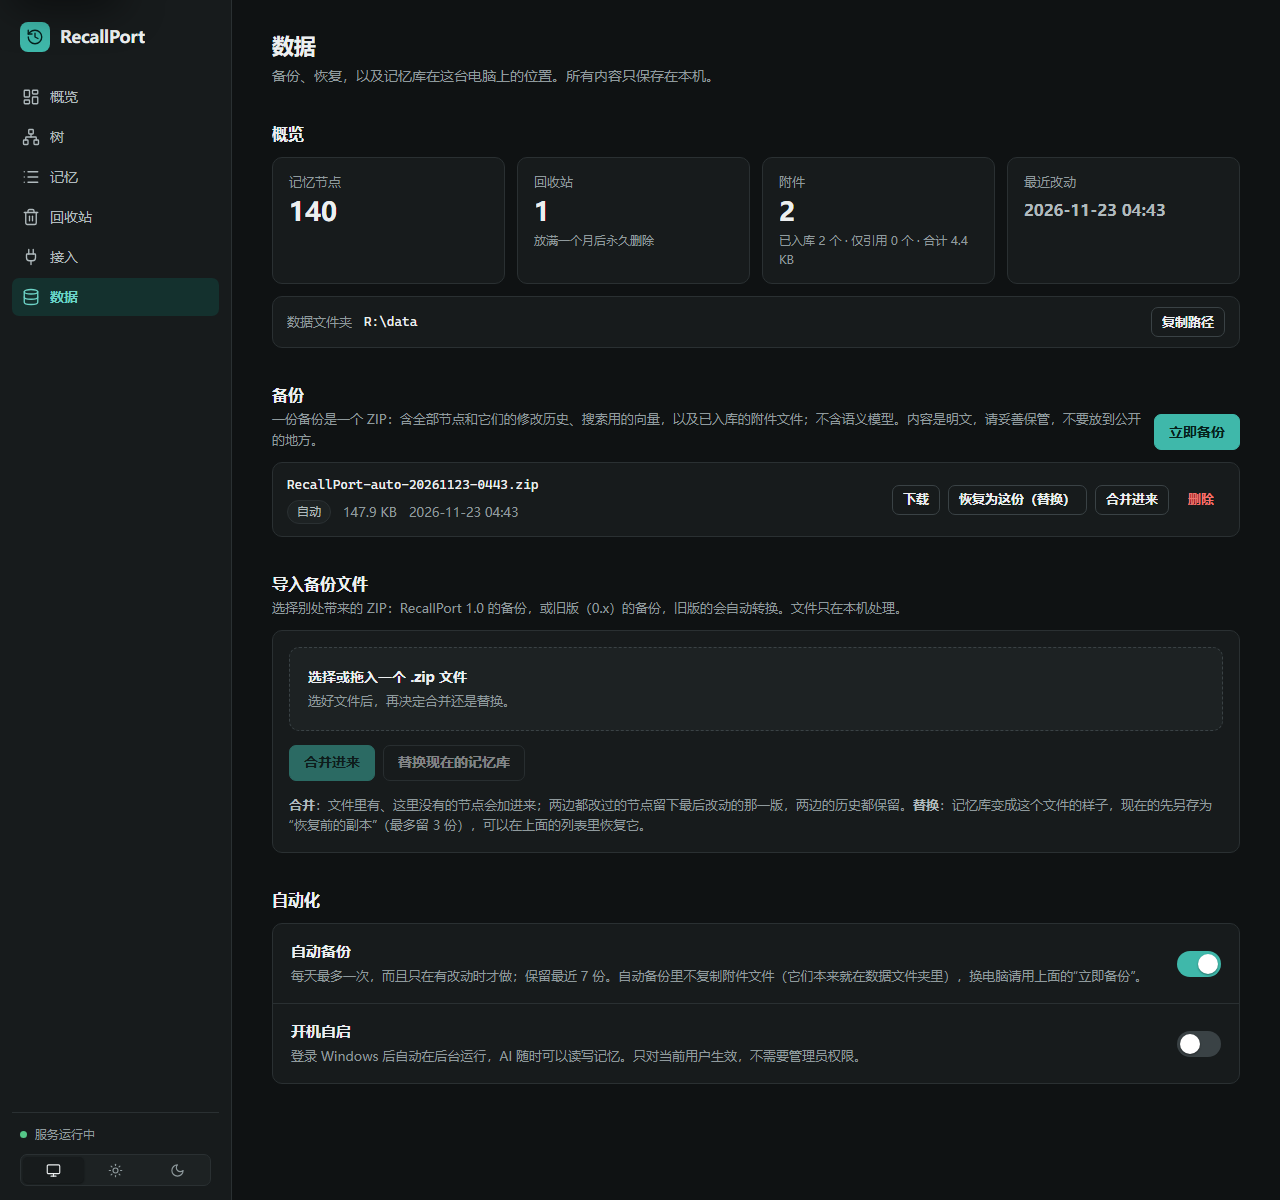 RecallPort
概览
树
记忆
回收站
接入
数据
服务运行中
数据
备份、恢复，以及记忆库在这台电脑上的位置。所有内容只保存在本机。
概览
记忆节点
140
回收站
1
放满一个月后永久删除
附件
2
已入库 2 个 · 仅引用 0 个 · 合计 4.4
KB
最近改动
2026-11-23 04:43
数据文件夹 R:\data
复制路径
备份
一份备份是一个 ZIP：含全部节点和它们的修改历史、搜索用的向量，以及已入库的附件文件；不含语义模型。内容是明文，请妥善保管，不要放到公开
的地方。
立即备份
RecallPort-auto-20261123-0443.zip
自动 147.9 KB 2026-11-23 04:43
下载 恢复为这份（替换） 合并进来 删除
导入备份文件
选择别处带来的 ZIP：RecallPort 1.0 的备份，或旧版（0.x）的备份，旧版的会自动转换。文件只在本机处理。
选择或拖入一个 .zip 文件
选好文件后，再决定合并还是替换。
合并进来 替换现在的记忆库
合并：文件里有、这里没有的节点会加进来；两边都改过的节点留下最后改动的那一版，两边的历史都保留。替换：记忆库变成这个文件的样子，现在的先另存为
“恢复前的副本”（最多留 3 份），可以在上面的列表里恢复它。
自动化
自动备份
每天最多一次，而且只在有改动时才做；保留最近 7 份。自动备份里不复制附件文件（它们本来就在数据文件夹里），换电脑请用上面的“立即备份”。
开机自启
登录 Windows 后自动在后台运行，AI 随时可以读写记忆。只对当前用户生效，不需要管理员权限。